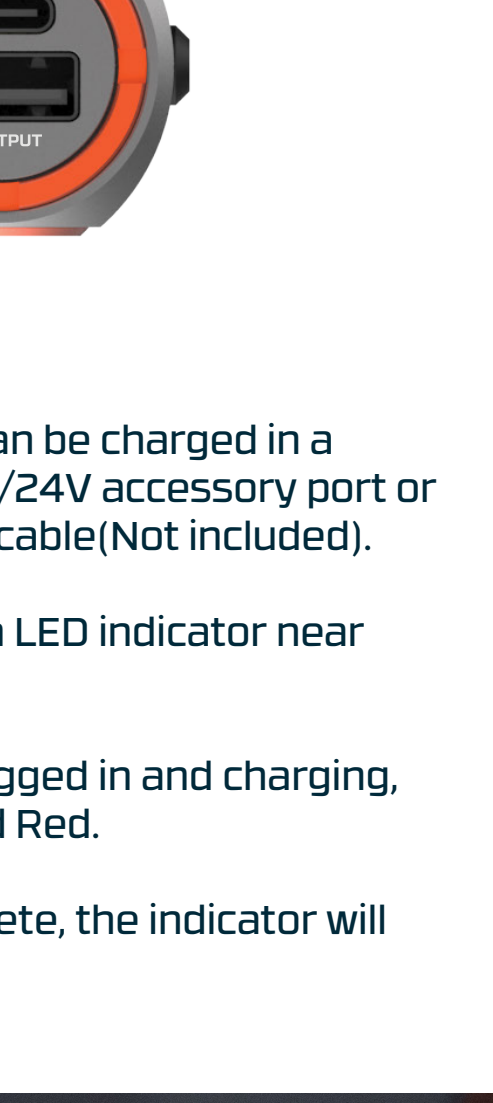 TPUT
an be charged in a
/24V accessory port or
cable(Not included).
LED indicator near
gged in and charging,
Red.
ete, the indicator will